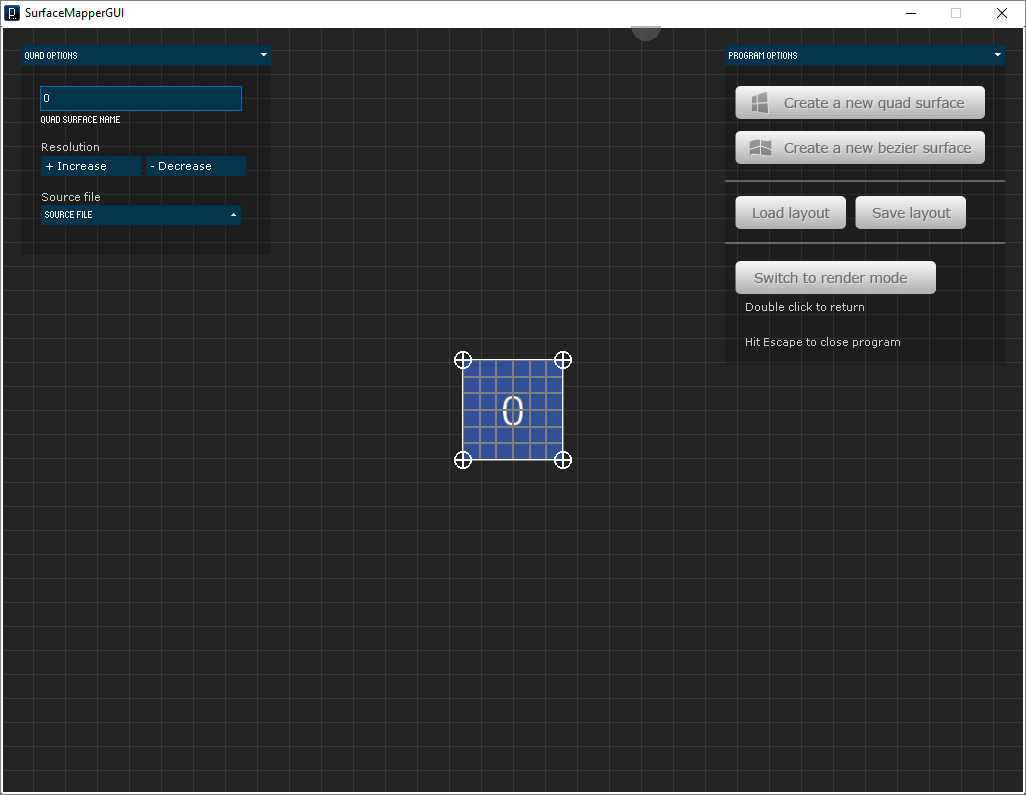 SurfaceMapperGUI
QUAD OPTIONS
0
QUAD SURFACE NAME
Resolution
+ Increase
- Decrease
Source file
SOURCE FILE
PROGRAM OPTIONS
Create a new quad surface
Create a new bezier surface
Load layout
Save layout
Switch to render mode
Double click to return
Hit Escape to close program
0